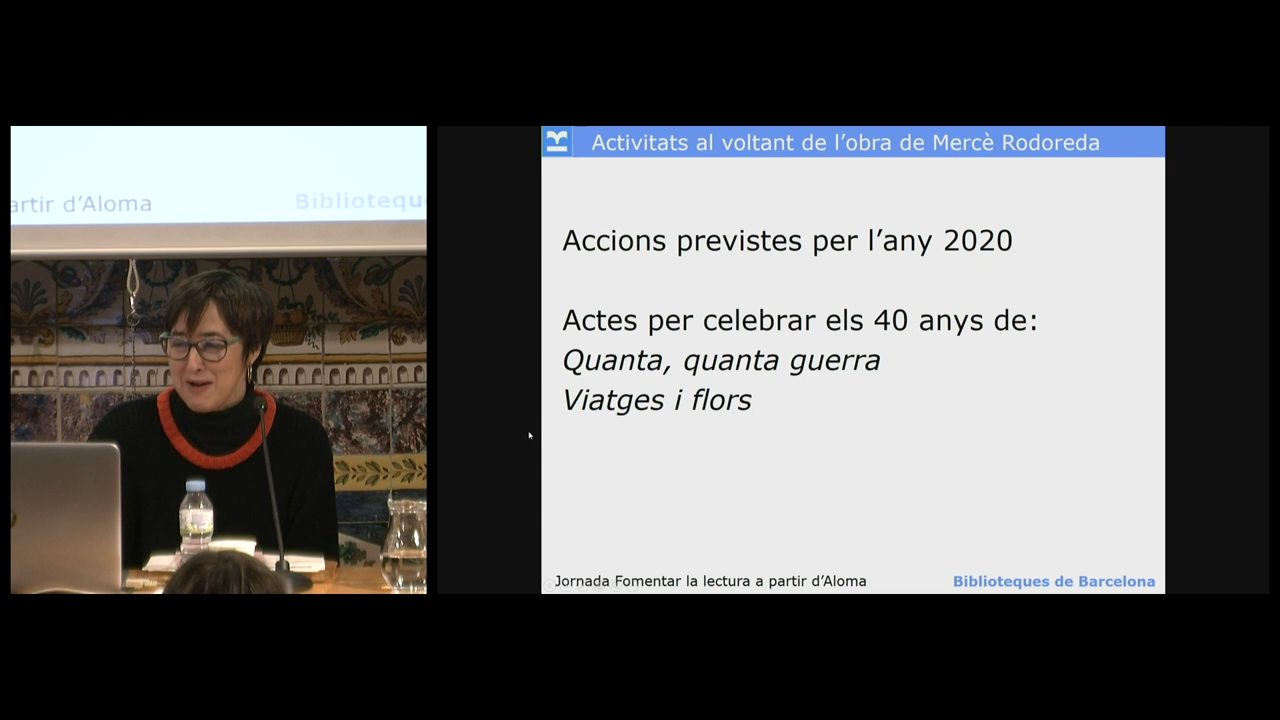 artir d'Aloma
Bibliotequ
Activitats al voltant de l'obra de Mercè Rodoreda
Accions previstes per l'any 2020
Actes per celebrar els 40 anys de:
Quanta, quanta guerra
Viatges i flors
Jornada Fomentar la lectura a partir d'Aloma
Biblioteques de Barcelona